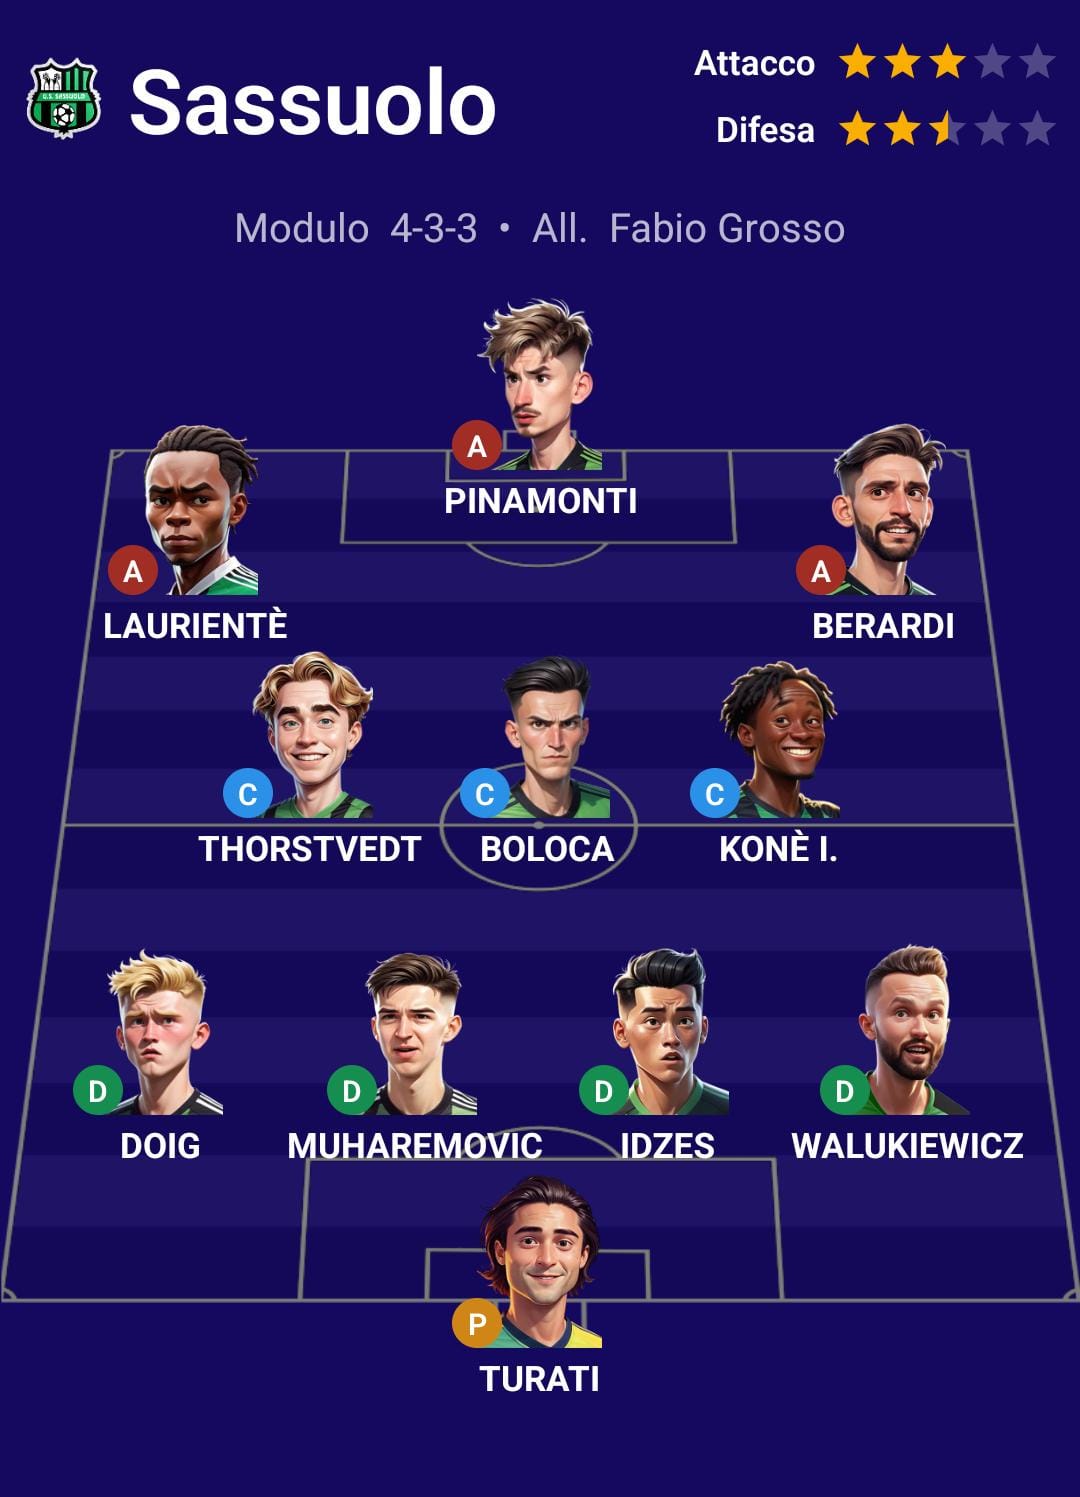 Sassuolo
Attacco
Difesa
Modulo 4-3-3 • All. Fabio Grosso
U.S. SASSUOLO
A
PINAMONTI
A
LAURIENTÈ
A
BERARDI
C
THORSTVEDT
C
BOLOCA
C
KONÈ I.
D
DOIG
D
MUHAREMOVIC
D
IDZES
D
WALUKIEWICZ
P
TURATI